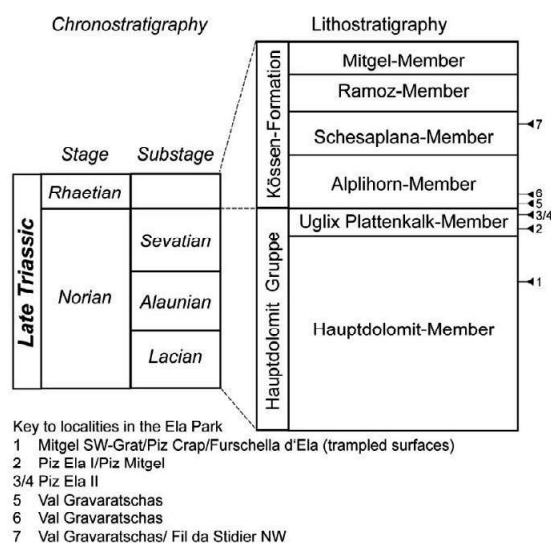 Chronostratigraphy
Lithostratigraphy
Mitgel-Member
Ramoz-Member
Kössen-Formation
Schesaplana-Member
7
Stage
Substage
Alplihorn-Member
6
5
Rhaetian
Uglix Plattenkalk-Member
3/4
2
Late Triassic
Norian
Sevatian
Alaunian
Lacian
Hauptdolomit Gruppe
1
Hauptdolomit-Member
Key to localities in the Ela Park
1 Mitgel SW-Grat/Piz Crap/Furschella d'Ela (trampled surfaces)
2 Piz Ela I/Piz Mitgel
3/4 Piz Ela II
5 Val Gravaratschas
6 Val Gravaratschas
7 Val Gravaratschas/ Fil da Stidier NW